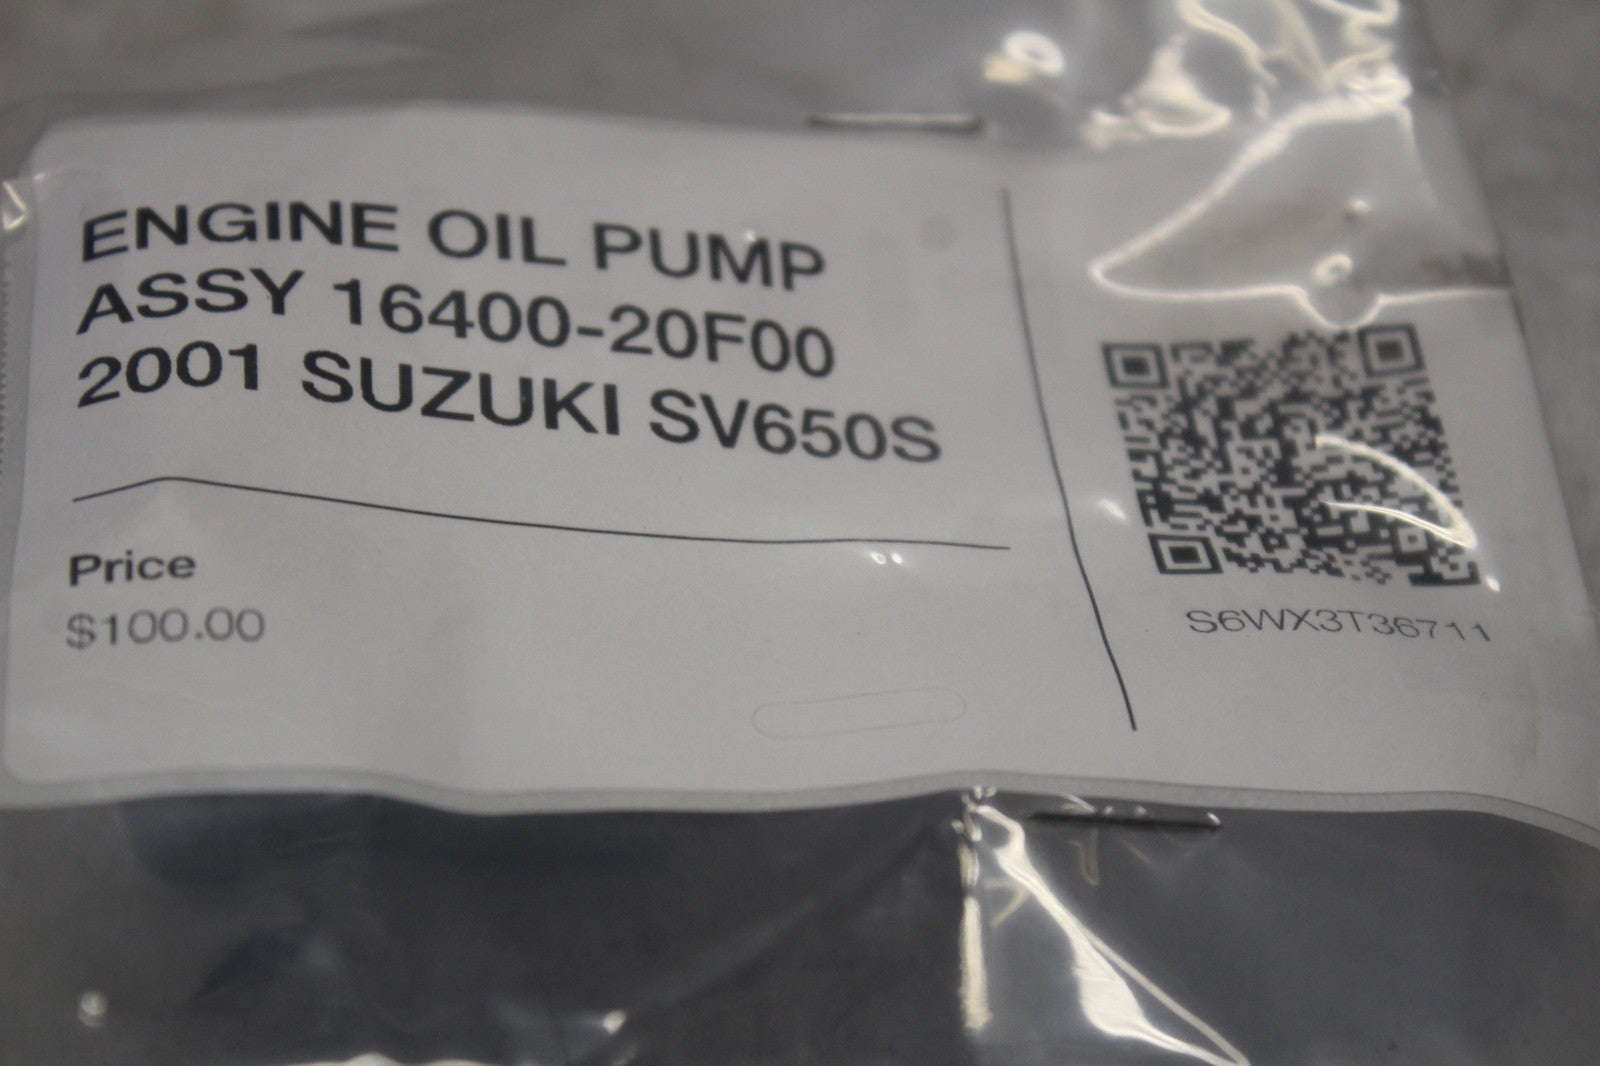 ENGINE OIL PUMP
ASSY 16400-20F00
2001 SUZUKI SV650S
Price
$100.00
S6WX3T36711